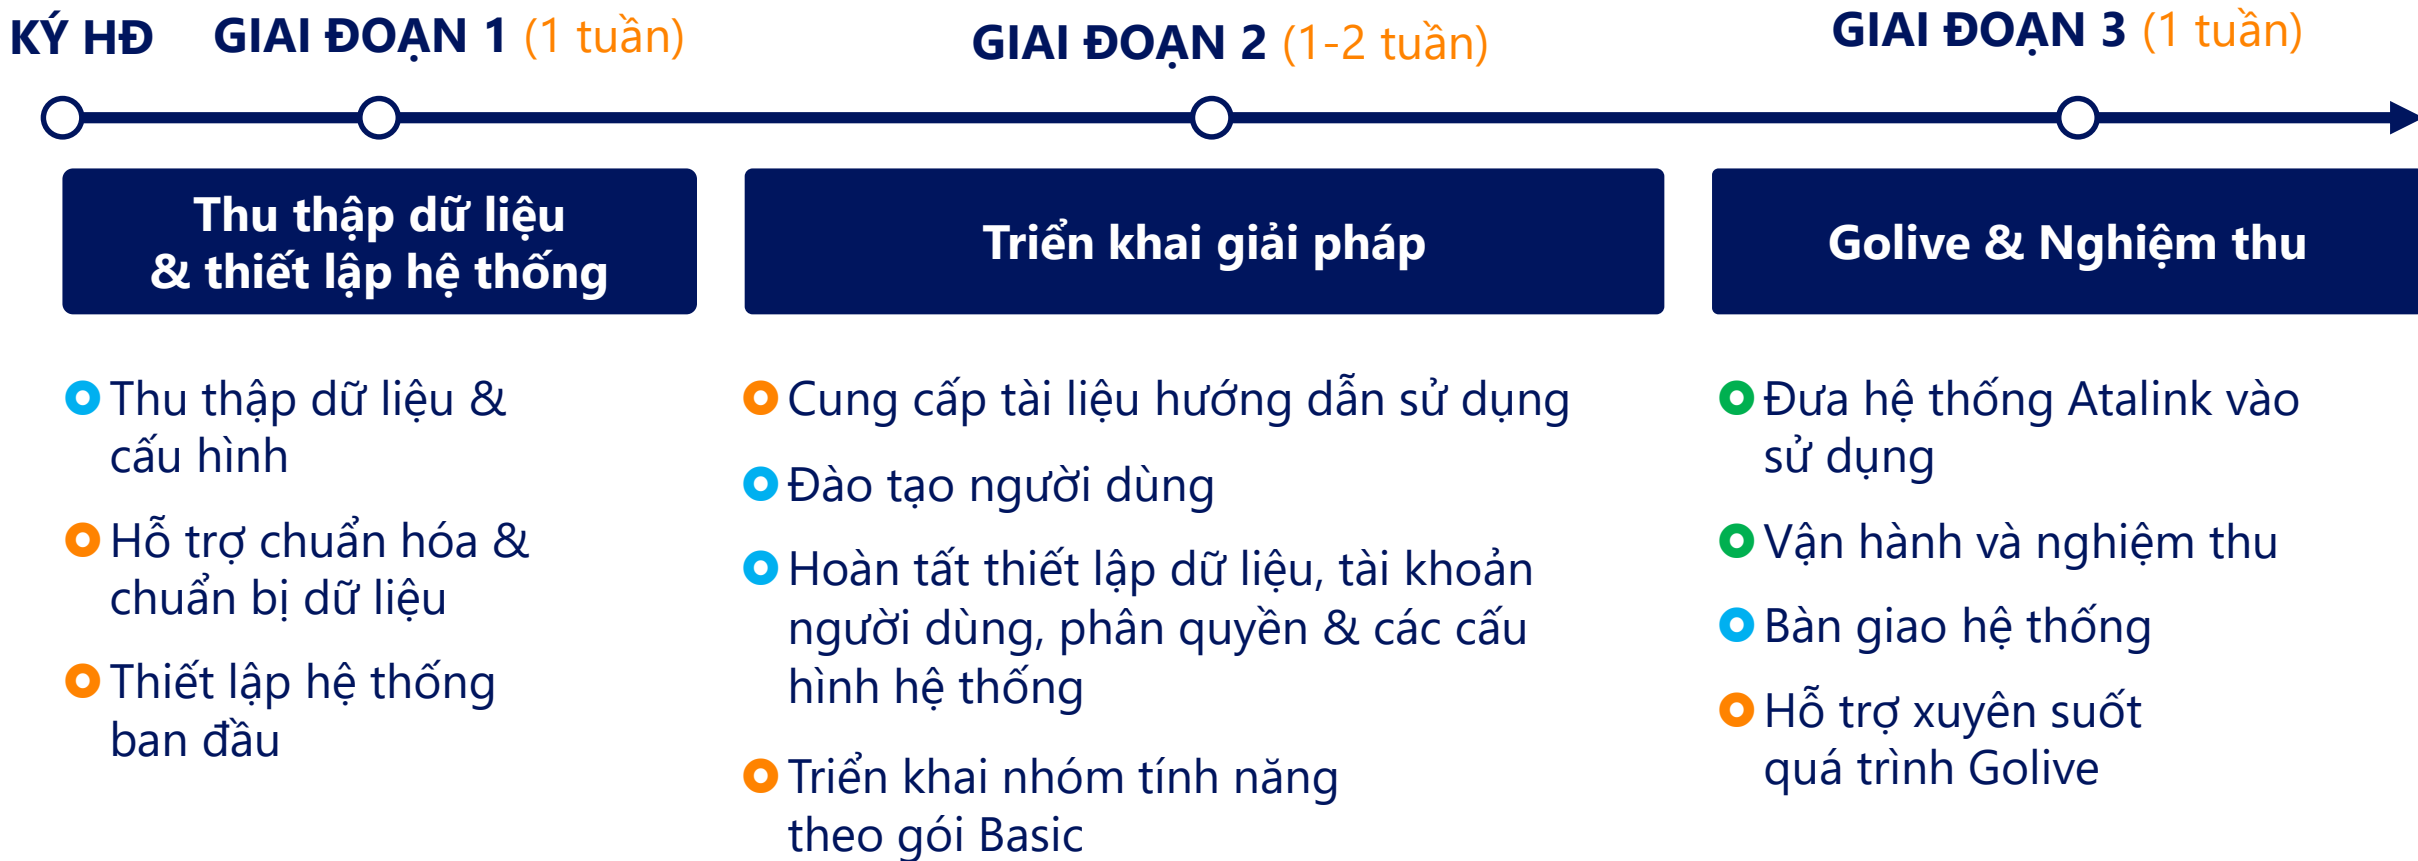 KÝ HĐ
GIAI ĐOẠN 1 (1 tuần)
GIAI ĐOẠN 2 (1-2 tuần)
GIAI ĐOẠN 3 (1 tuần)
Thu thập dữ liệu
& thiết lập hệ thống
Thu thập dữ liệu &
cấu hình
Hỗ trợ chuẩn hóa &
chuẩn bị dữ liệu
Thiết lập hệ thống
ban đầu
Triển khai giải pháp
Cung cấp tài liệu hướng dẫn sử dụng
Đào tạo người dùng
Hoàn tất thiết lập dữ liệu, tài khoản
người dùng, phân quyền & các cấu
hình hệ thống
Triển khai nhóm tính năng
theo gói Basic
Golive & Nghiệm thu
Đưa hệ thống Atalink vào
sử dụng
Vận hành và nghiệm thu
Bàn giao hệ thống
Hỗ trợ xuyên suốt
quá trình Golive